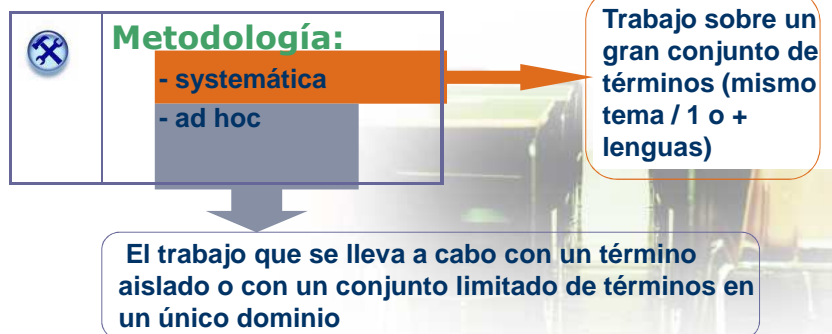 Metodología:
- systemática
- ad hoc
Trabajo sobre un
gran conjunto de
términos (mismo
tema / 1 o +
lenguas)
El trabajo que se lleva a cabo con un término
aislado o con un conjunto limitado de términos en
un único dominio